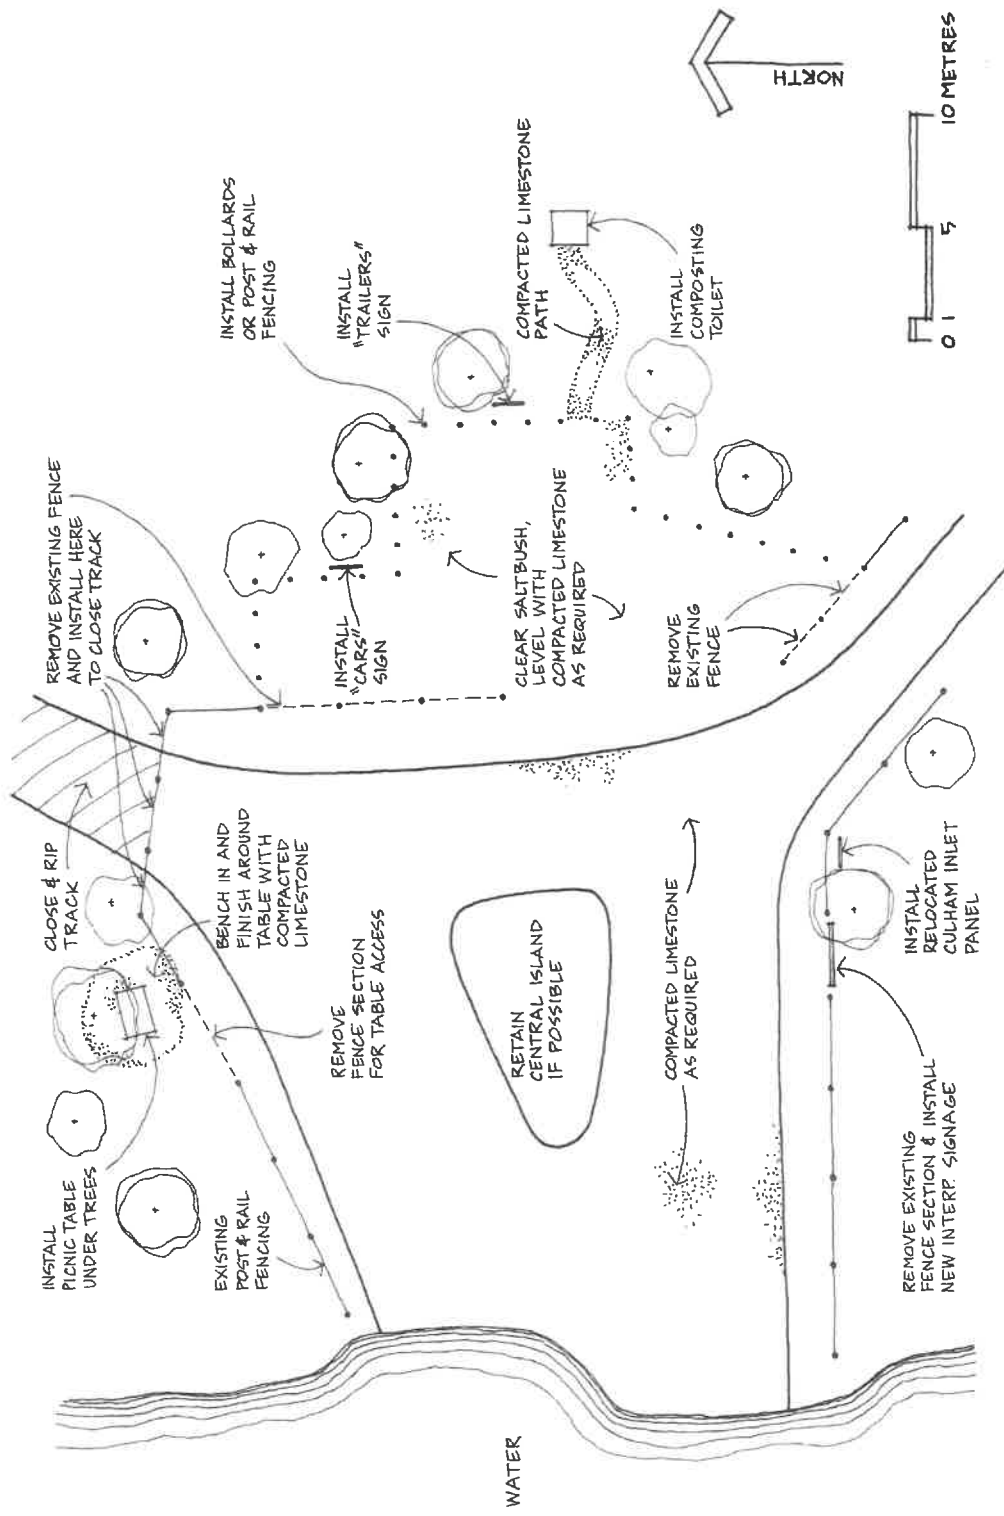 REMOVE EXISTING FENCE
AND INSTALL HERE
TO CLOSE TRACK
CLOSE & RIP
TRACK
INSTALL
PICNIC TABLE
UNDER TREES
EXISTING
POST & RAIL
FENCING
BENCH IN AND
FINISH AROUND
TABLE WITH
COMPACTED
LIMESTONE
REMOVE
FENCE SECTION
FOR TABLE ACCESS
INSTALL BOLLARDS
OR POST & RAIL
FENCING
INSTALL
"CARS"
SIGN
INSTALL
"TRAILERS"
SIGN
CLEAR SALTBUSH,
LEVEL WITH
COMPACTED LIMESTONE
AS REQUIRED
COMPACTED LIMESTONE
PATH
INSTALL
COMPOSTING
TOILET
REMOVE
EXISTING
FENCE
RETAIN
CENTRAL ISLAND
IF POSSIBLE
COMPACTED LIMESTONE
AS REQUIRED
WATER
REMOVE EXISTING
FENCE SECTION & INSTALL
NEW INTERP. SIGNAGE
INSTALL
RELOCATED
CULHAM INLET
PANEL
NORTH
0 1 5 10 METRES